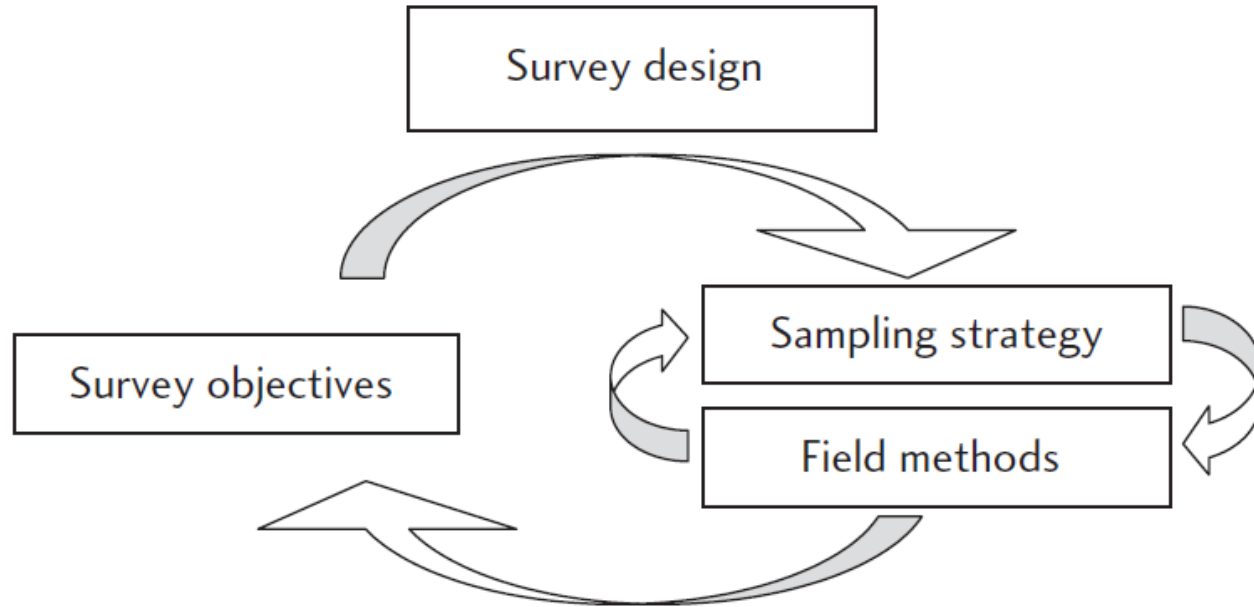 Survey design
Sampling strategy
Survey objectives
Field methods